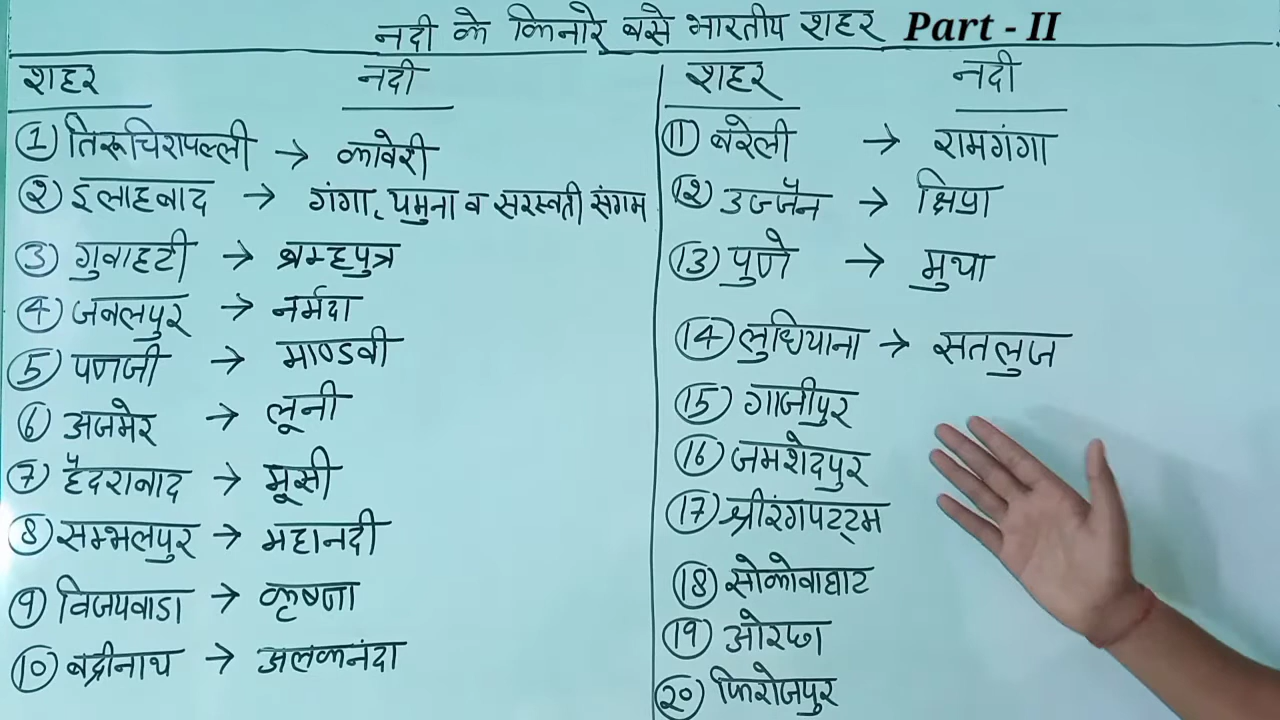 नदी के किनारे बसे भारतीय शहर Part - II
शहर नदी
① तिरूचिरापल्ली → कावेरी
② इलाहबाद → गंगा, यमुना व सरस्वती संगम
③ गुवाहटी → ब्रम्हपुत्र
④ जबलपुर → नर्मदा
⑤ पणजी → माण्डवी
⑥ अजमेर → लूनी
⑦ हैदराबाद → मूसी
⑧ सम्भलपुर → महानदी
⑨ विजयवाडा → कृष्णा
⑩ बद्रीनाथ → अलकनंदा
शहर नदी
⑪ बरेली → रामगंगा
⑫ उज्जैन → क्षिप्रा
⑬ पुणे → मुथा
⑭ लुधियाना → सतलुज
⑮ गाजीपुर
⑯ जमशेदपुर
⑰ श्रीरंगपट्टम
⑱ सोकोवाघाट
⑲ ओरछा
⑳ फिरोजपुर